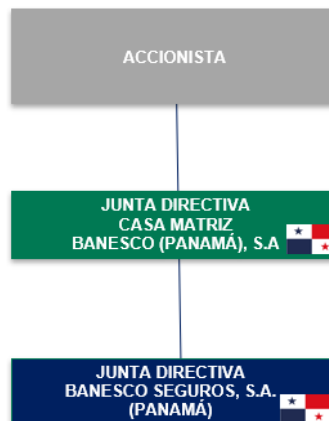 ACCIONISTA
JUNTA DIRECTIVA
CASA MATRIZ
BANESCO (PANAMÁ), S.A
JUNTA DIRECTIVA
BANESCO SEGUROS, S.A.
(PANAMÁ)